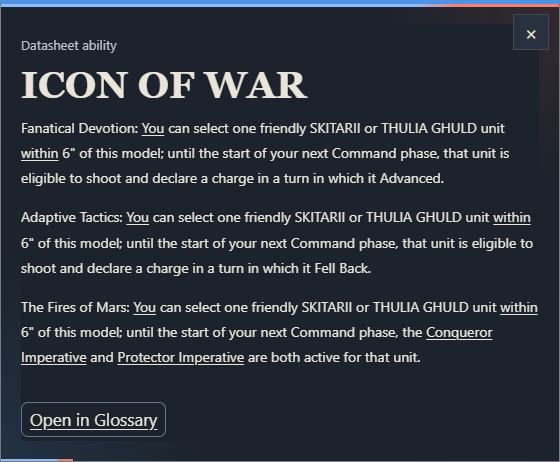 Datasheet ability
×
ICON OF WAR
Fanatical Devotion: You can select one friendly SKITARII or THULIA GHULD unit
within 6" of this model; until the start of your next Command phase, that unit is
eligible to shoot and declare a charge in a turn in which it Advanced.
Adaptive Tactics: You can select one friendly SKITARII or THULIA GHULD unit within
6" of this model; until the start of your next Command phase, that unit is eligible to
shoot and declare a charge in a turn in which it Fell Back.
The Fires of Mars: You can select one friendly SKITARII or THULIA GHULD unit within
6" of this model; until the start of your next Command phase, the Conqueror
Imperative and Protector Imperative are both active for that unit.
Open in Glossary